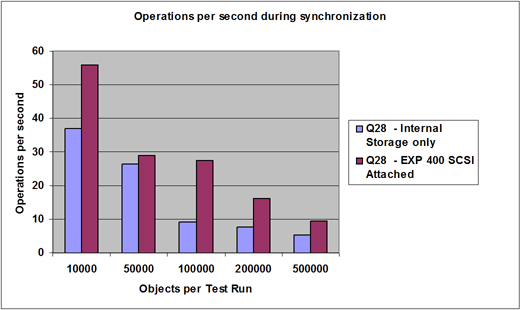 Operations per second during synchronization
Operations per second
60
50
40
30
20
10
0
10000 50000 100000 200000 500000
Objects per Test Run
Q28 - Internal
Storage only
Q28 - EXP 400 SCSI
Attached